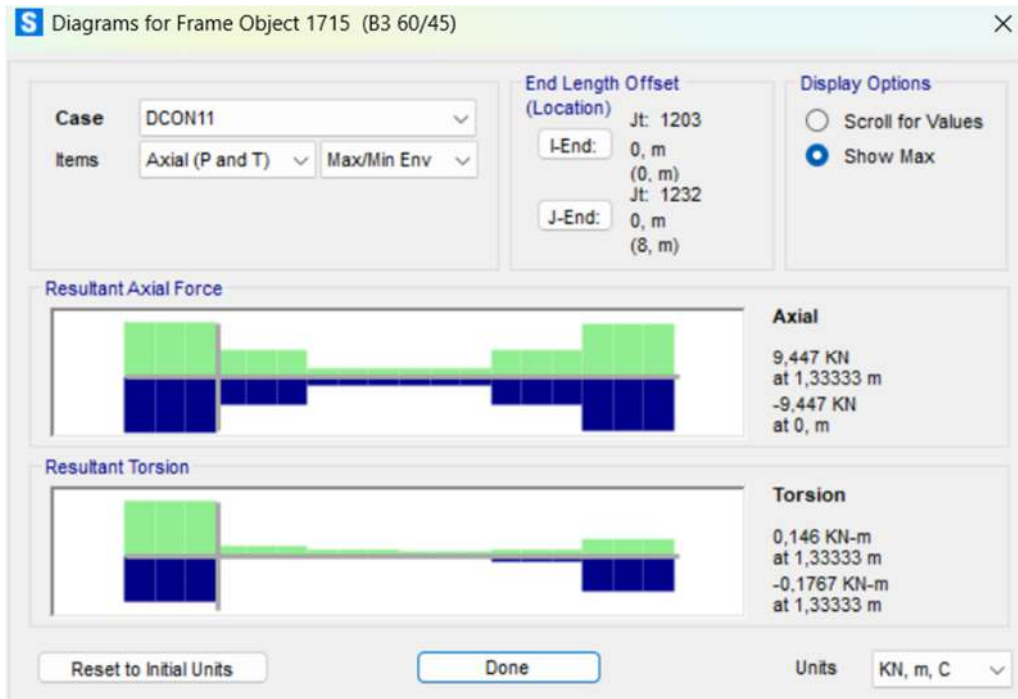 S Diagrams for Frame Object 1715 (B3 60/45)
Case DCON11
Items Axial (P and T) Max/Min Env
End Length Offset
(Location)
Jt: 1203
I-End: 0, m
(0, m)
Jt: 1232
J-End: 0, m
(8, m)
Display Options
Scroll for Values
Show Max
Resultant Axial Force
Axial
9,447 KN
at 1,33333 m
-9,447 KN
at 0, m
Resultant Torsion
Torsion
0,146 KN-m
at 1,33333 m
-0,1767 KN-m
at 1,33333 m
Reset to Initial Units Done Units KN, m, C